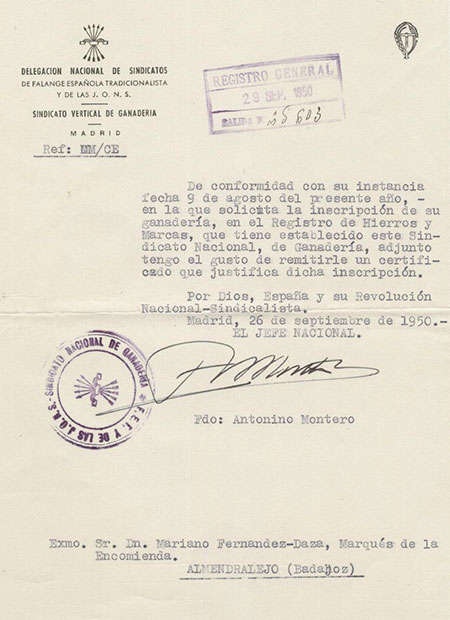 DELEGACION NACIONAL DE SINDICATOS
DE FALANGE ESPAÑOLA TRADICIONALISTA
Y DE LAS J. O. N. S.
SINDICATO VERTICAL DE GANADERIA
MADRID
Ref: MM/CE
REGISTRO GENERAL
29 SEP. 1950
SALIDA N.
De conformidad con su instancia
fecha 9 de agosto del presente año, -
en la que solicita la inscripción de su
ganadería, en el Registro de Hierros y
Marcas, que tiene establecido este Sin-
dicato Nacional, de Ganadería, adjunto
tengo el gusto de remitirle un certifi-
cado que justifica dicha inscripción.
Por Dios, España y su Revolución
Nacional-Sindicalista.
Madrid, 26 de septiembre de 1950.-
EL JEFE NACIONAL.
SINDICATO NACIONAL DE GANADERIA
F.E.T. Y DE LAS J.O.N.S.
Fdo: Antonino Montero
Exmo. Sr. Dn. Mariano Fernandez-Daza, Marqués de la
Encomienda.
ALMENDRALEJO (Badajoz)